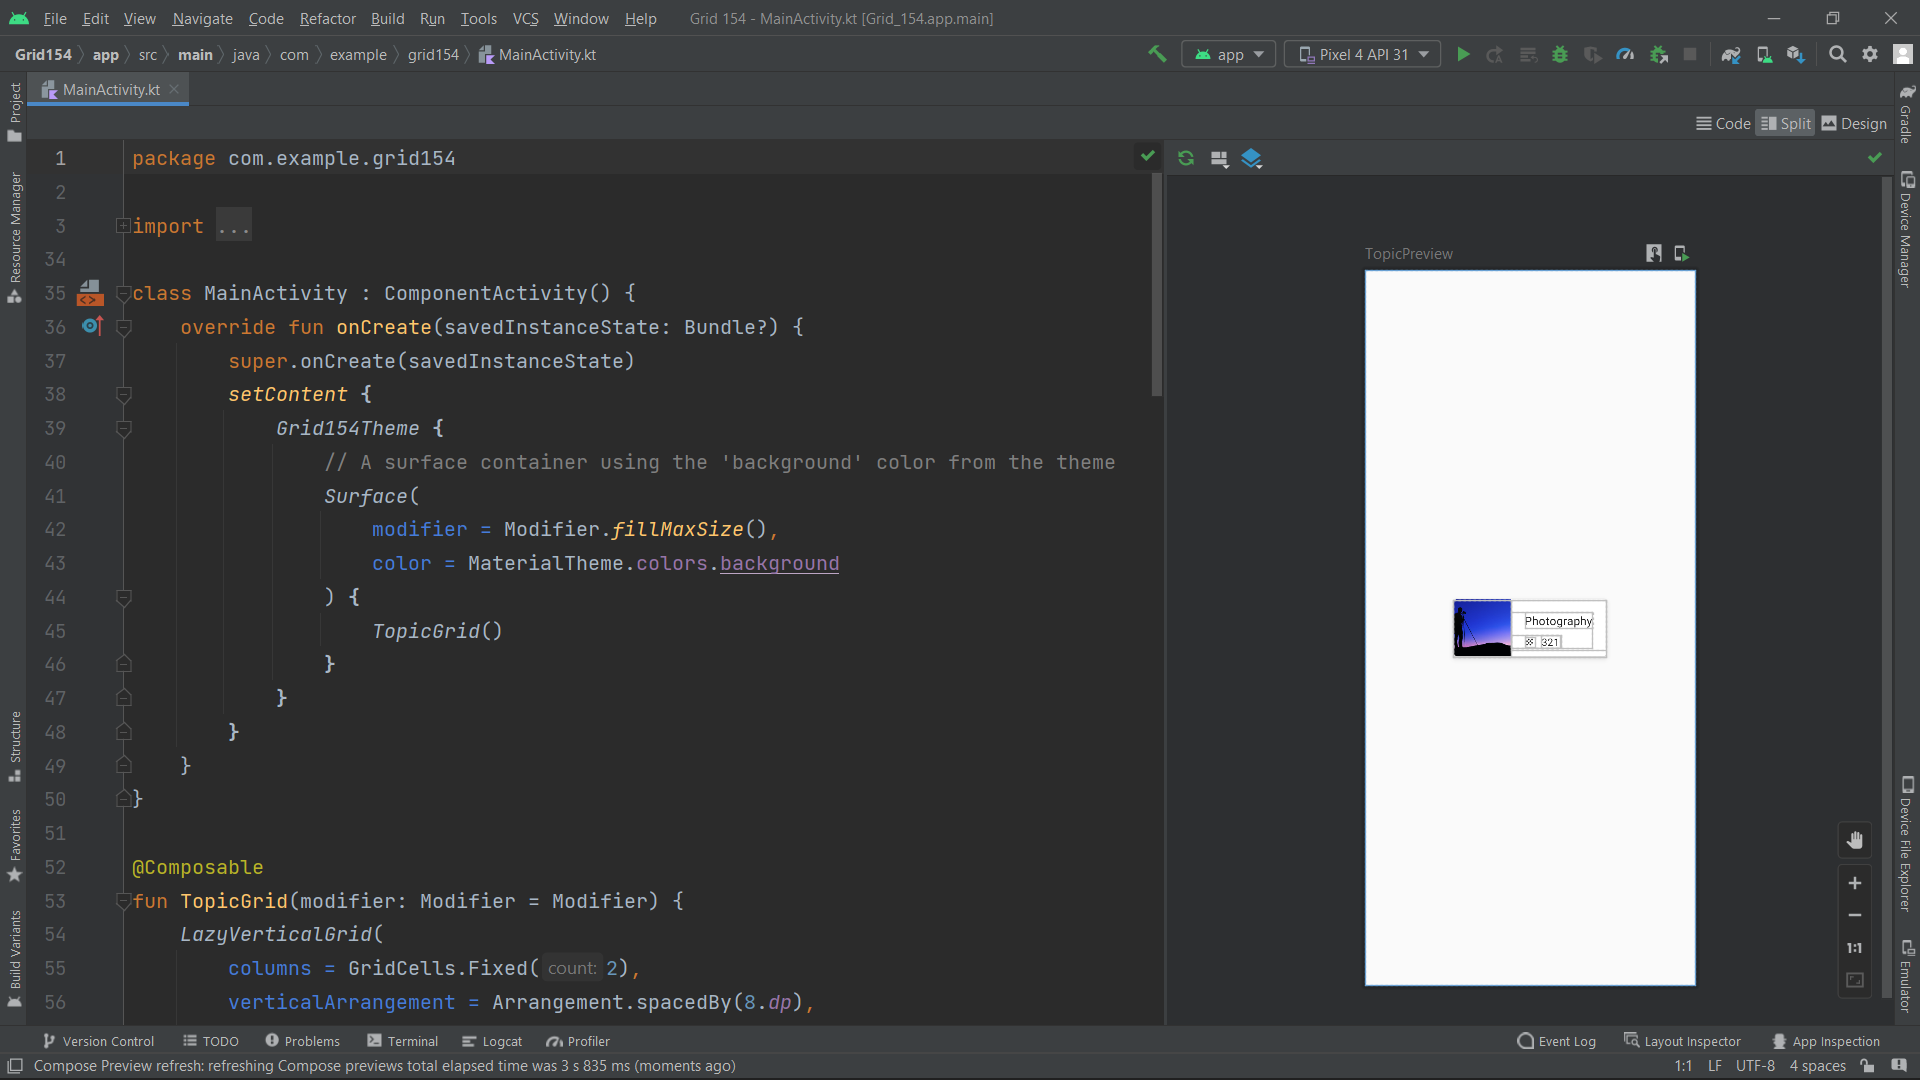 File Edit View Navigate Code Refactor Build Run Tools VCS Window Help Grid 154 - MainActivity.kt [Grid_154.app.main]
Grid154 app src main java com example grid154 MainActivity.kt app Pixel 4 API 31
MainActivity.kt
Code Split Design
Project
Resource Manager
Structure
Favorites
Build Variants
1 package com.example.grid154
2
3 import ...
34
35 class MainActivity : ComponentActivity() {
36 override fun onCreate(savedInstanceState: Bundle?) {
37 super.onCreate(savedInstanceState)
38 setContent {
39 Grid154Theme {
40 // A surface container using the 'background' color from the theme
41 Surface(
42 modifier = Modifier.fillMaxSize(),
43 color = MaterialTheme.colors.background
44 ) {
45 TopicGrid()
46 }
47 }
48 }
49 }
50 }
51
52 @Composable
53 fun TopicGrid(modifier: Modifier = Modifier) {
54 LazyVerticalGrid(
55 columns = GridCells.Fixed( count: 2),
56 verticalArrangement = Arrangement.spacedBy(8.dp),
TopicPreview
Photography
321
1:1
Gradle
Device Manager
Device File Explorer
Emulator
Version Control TODO Problems Terminal Logcat Profiler Event Log Layout Inspector App Inspection
Compose Preview refresh: refreshing Compose previews total elapsed time was 3 s 835 ms (moments ago) 1:1 LF UTF-8 4 spaces